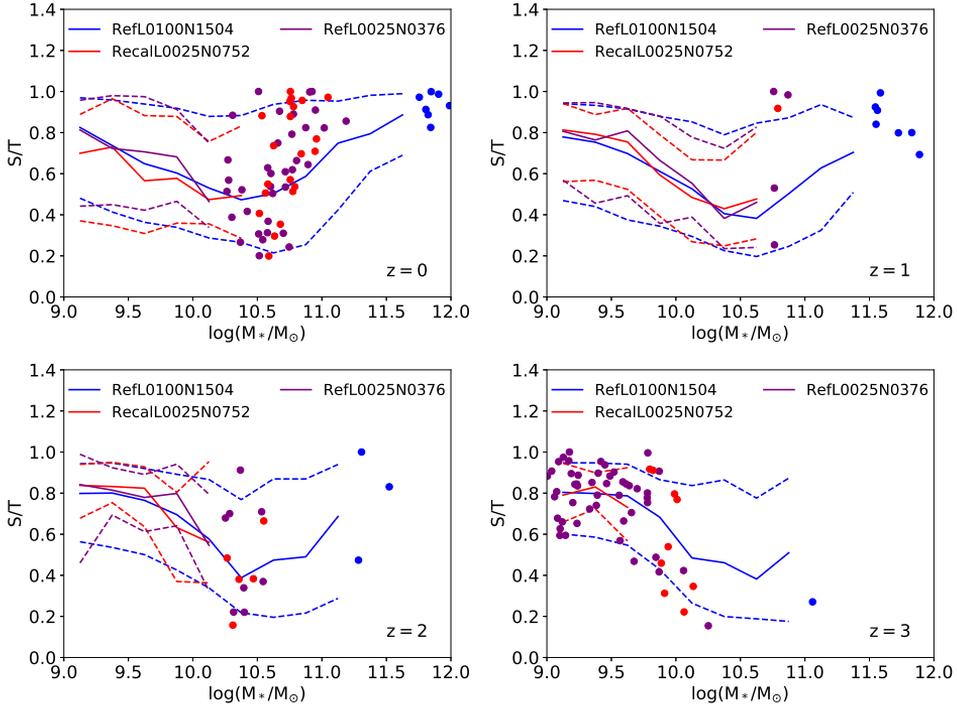 1.4
1.2
1.0
0.8
0.6
0.4
0.2
0.0
S/T
RefL0100N1504
RefL0025N0376
RecalL0025N0752
z = 0
9.0 9.5 10.0 10.5 11.0 11.5 12.0
log(M*/M⊙)
1.4
1.2
1.0
0.8
0.6
0.4
0.2
0.0
S/T
RefL0100N1504
RefL0025N0376
RecalL0025N0752
z = 1
9.0 9.5 10.0 10.5 11.0 11.5 12.0
log(M*/M⊙)
1.4
1.2
1.0
0.8
0.6
0.4
0.2
0.0
S/T
RefL0100N1504
RefL0025N0376
RecalL0025N0752
z = 2
9.0 9.5 10.0 10.5 11.0 11.5 12.0
log(M*/M⊙)
1.4
1.2
1.0
0.8
0.6
0.4
0.2
0.0
S/T
RefL0100N1504
RefL0025N0376
RecalL0025N0752
z = 3
9.0 9.5 10.0 10.5 11.0 11.5 12.0
log(M*/M⊙)